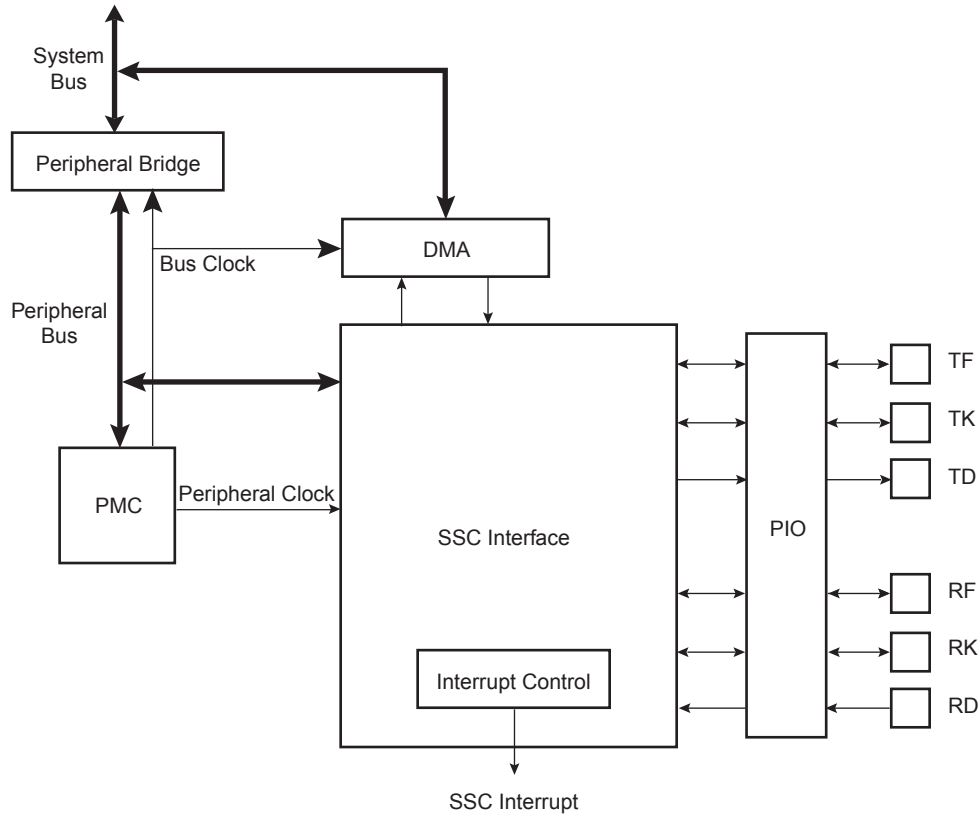 System
Bus
Peripheral Bridge
DMA
Bus Clock
Peripheral
Bus
TF
TK
TD
PMC
Peripheral Clock
SSC Interface
PIO
RF
RK
Interrupt Control
RD
SSC Interrupt